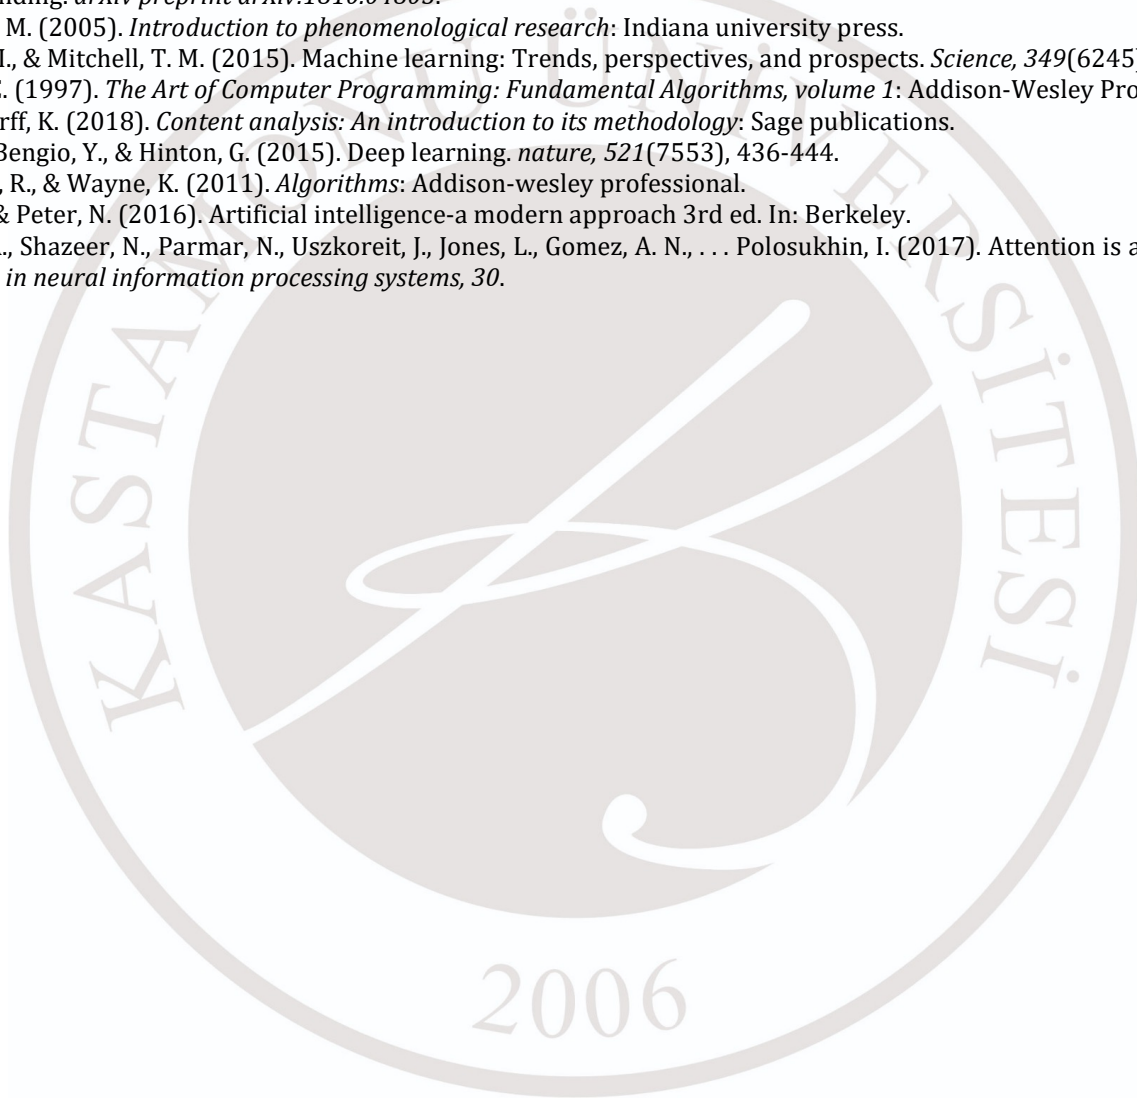 nding. arXiv preprint arXiv:1810.04805.
M. (2005). Introduction to phenomenological research: Indiana university press.
I., & Mitchell, T. M. (2015). Machine learning: Trends, perspectives, and prospects. Science, 349(6245)
E. (1997). The Art of Computer Programming: Fundamental Algorithms, volume 1: Addison-Wesley Pro
rff, K. (2018). Content analysis: An introduction to its methodology: Sage publications.
Bengio, Y., & Hinton, G. (2015). Deep learning. nature, 521(7553), 436-444.
, R., & Wayne, K. (2011). Algorithms: Addison-wesley professional.
& Peter, N. (2016). Artificial intelligence-a modern approach 3rd ed. In: Berkeley.
., Shazeer, N., Parmar, N., Uszkoreit, J., Jones, L., Gomez, A. N., . . . Polosukhin, I. (2017). Attention is a
in neural information processing systems, 30.
KASTAMONU ÜNİVERSİTESİ
2006